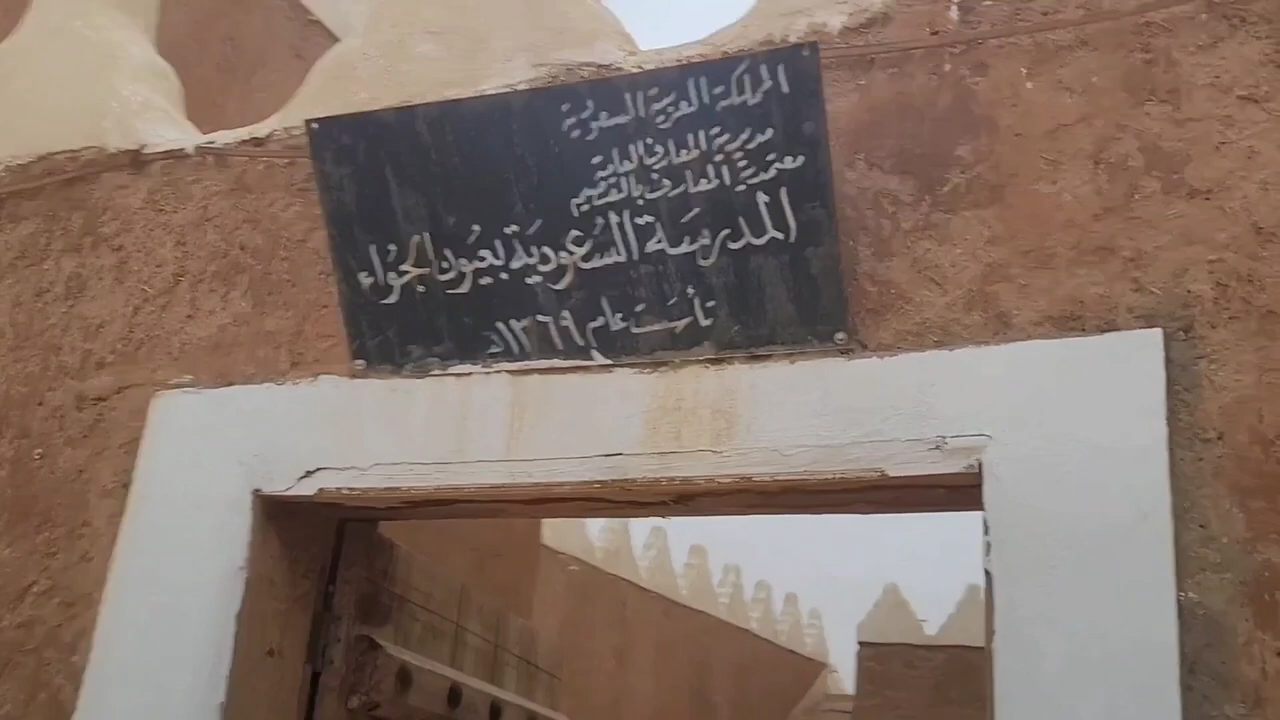 المملكة العربية السعودية
مديرية المعارف العامة
معتمدية المعارف بالقصيم
المدرسة السعودية بعيون الجواء
تأسست عام ١٣٦٩هـ